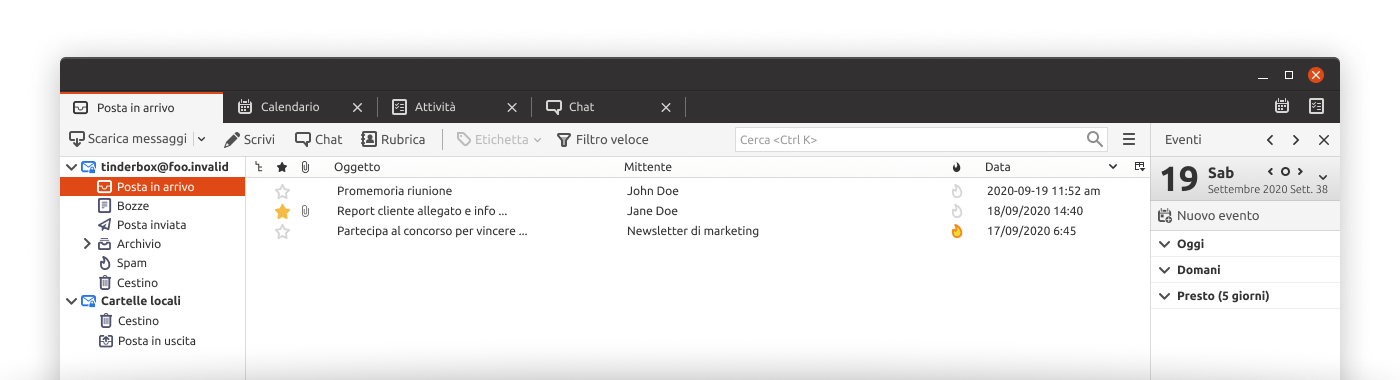 Posta in arrivo Calendario Attività Chat
Scarica messaggi Scrivi Chat Rubrica Etichetta Filtro veloce Cerca <Ctrl K>
tinderbox@foo.invalid
Posta in arrivo
Bozze
Posta inviata
Archivio
Spam
Cestino
Cartelle locali
Cestino
Posta in uscita
Oggetto Mittente Data
Promemoria riunione John Doe 2020-09-19 11:52 am
Report cliente allegato e info ... Jane Doe 18/09/2020 14:40
Partecipa al concorso per vincere ... Newsletter di marketing 17/09/2020 6:45
Eventi
19 Sab
Settembre 2020 Sett. 38
Nuovo evento
Oggi
Domani
Presto (5 giorni)